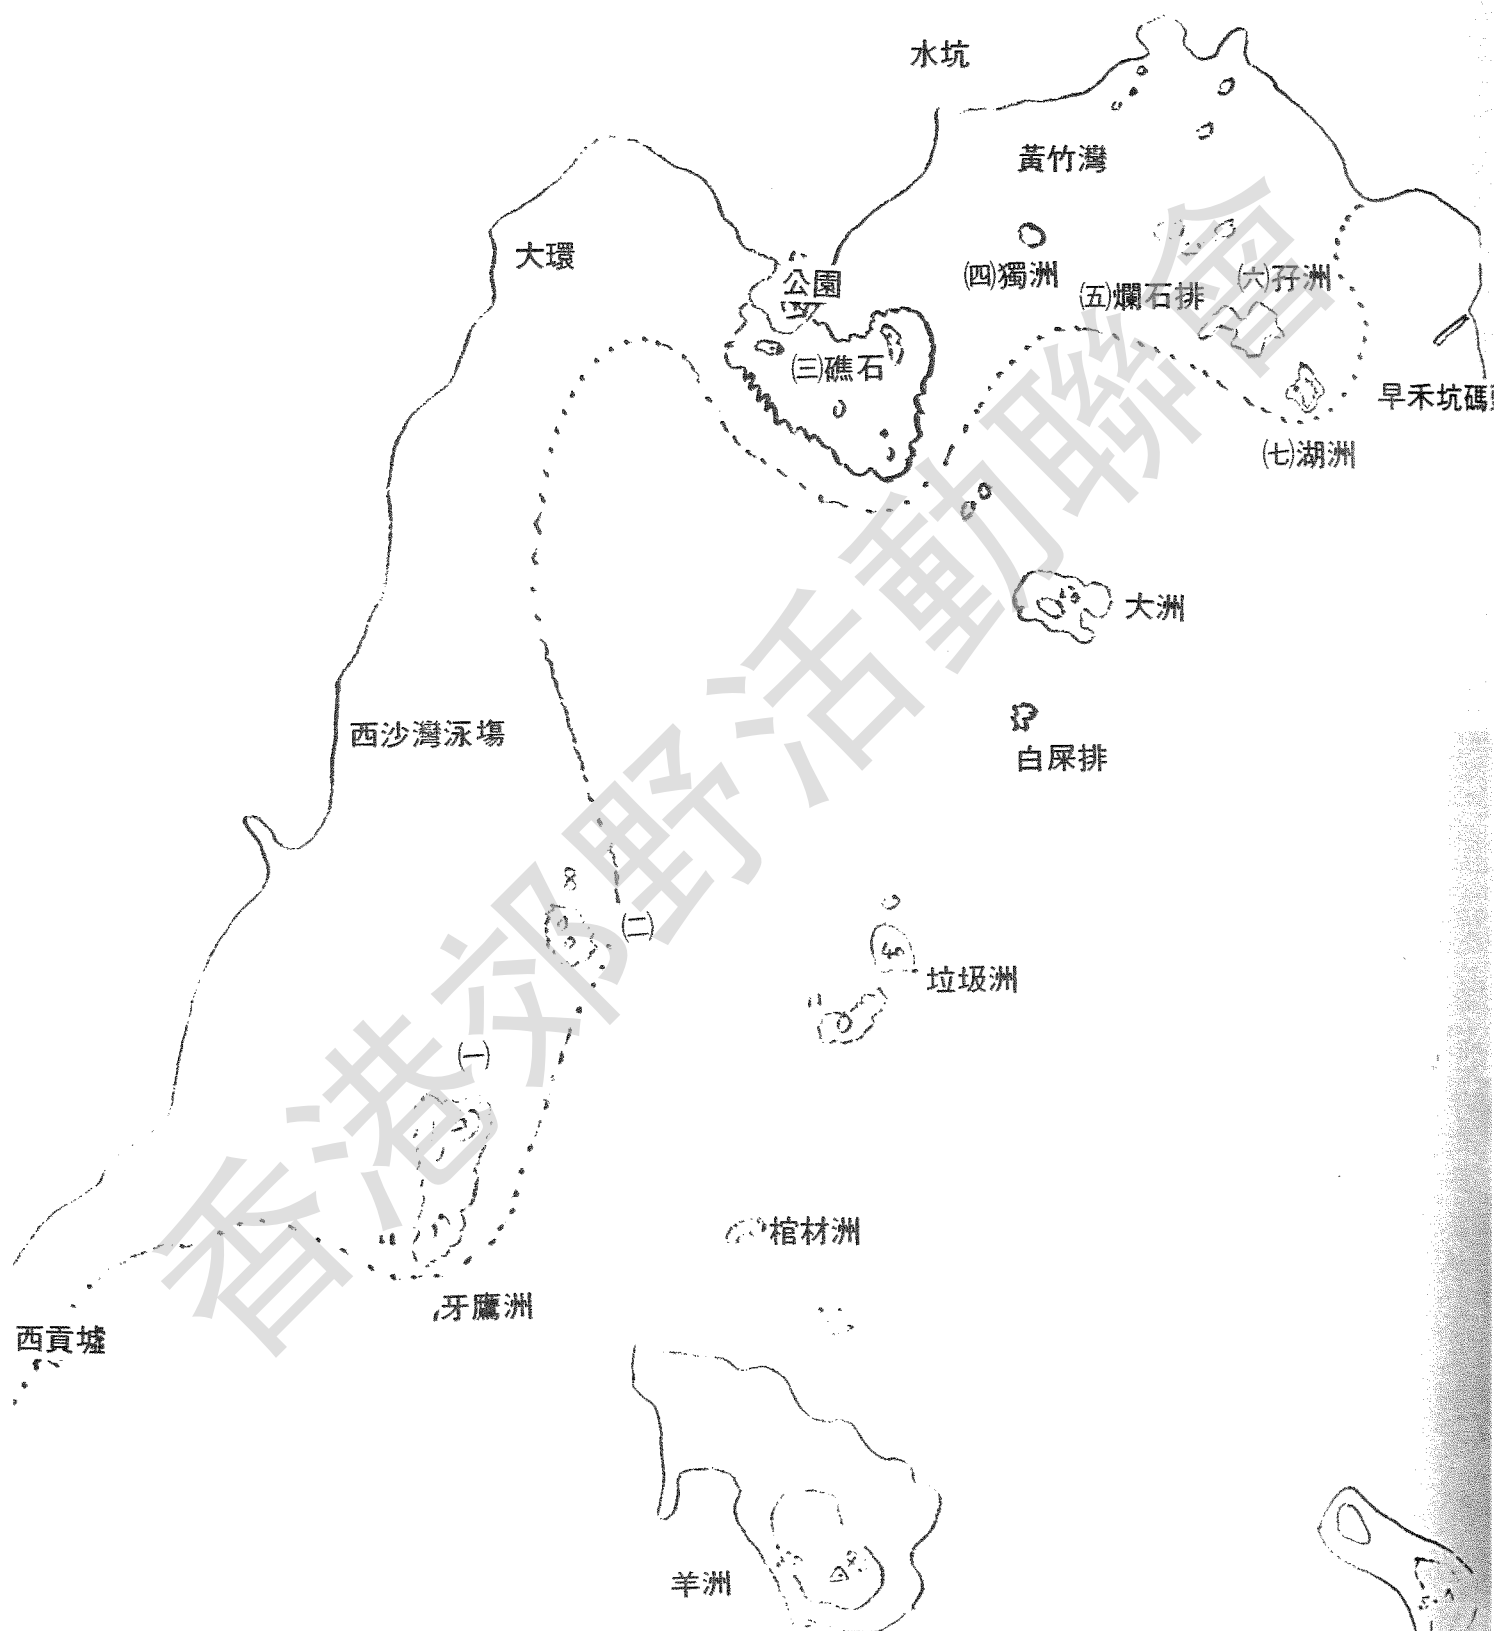 水坑
黃竹灣
大環
公園
㈣獨洲
㈤爛石排
㈥孖洲
㈢礁石
早禾坑碼
㈦湖洲
大洲
西沙灣泳塲
白屎排
㈡
垃圾洲
㈠
棺材洲
牙鷹洲
西貢墟
羊洲
香港郊野活動聯會